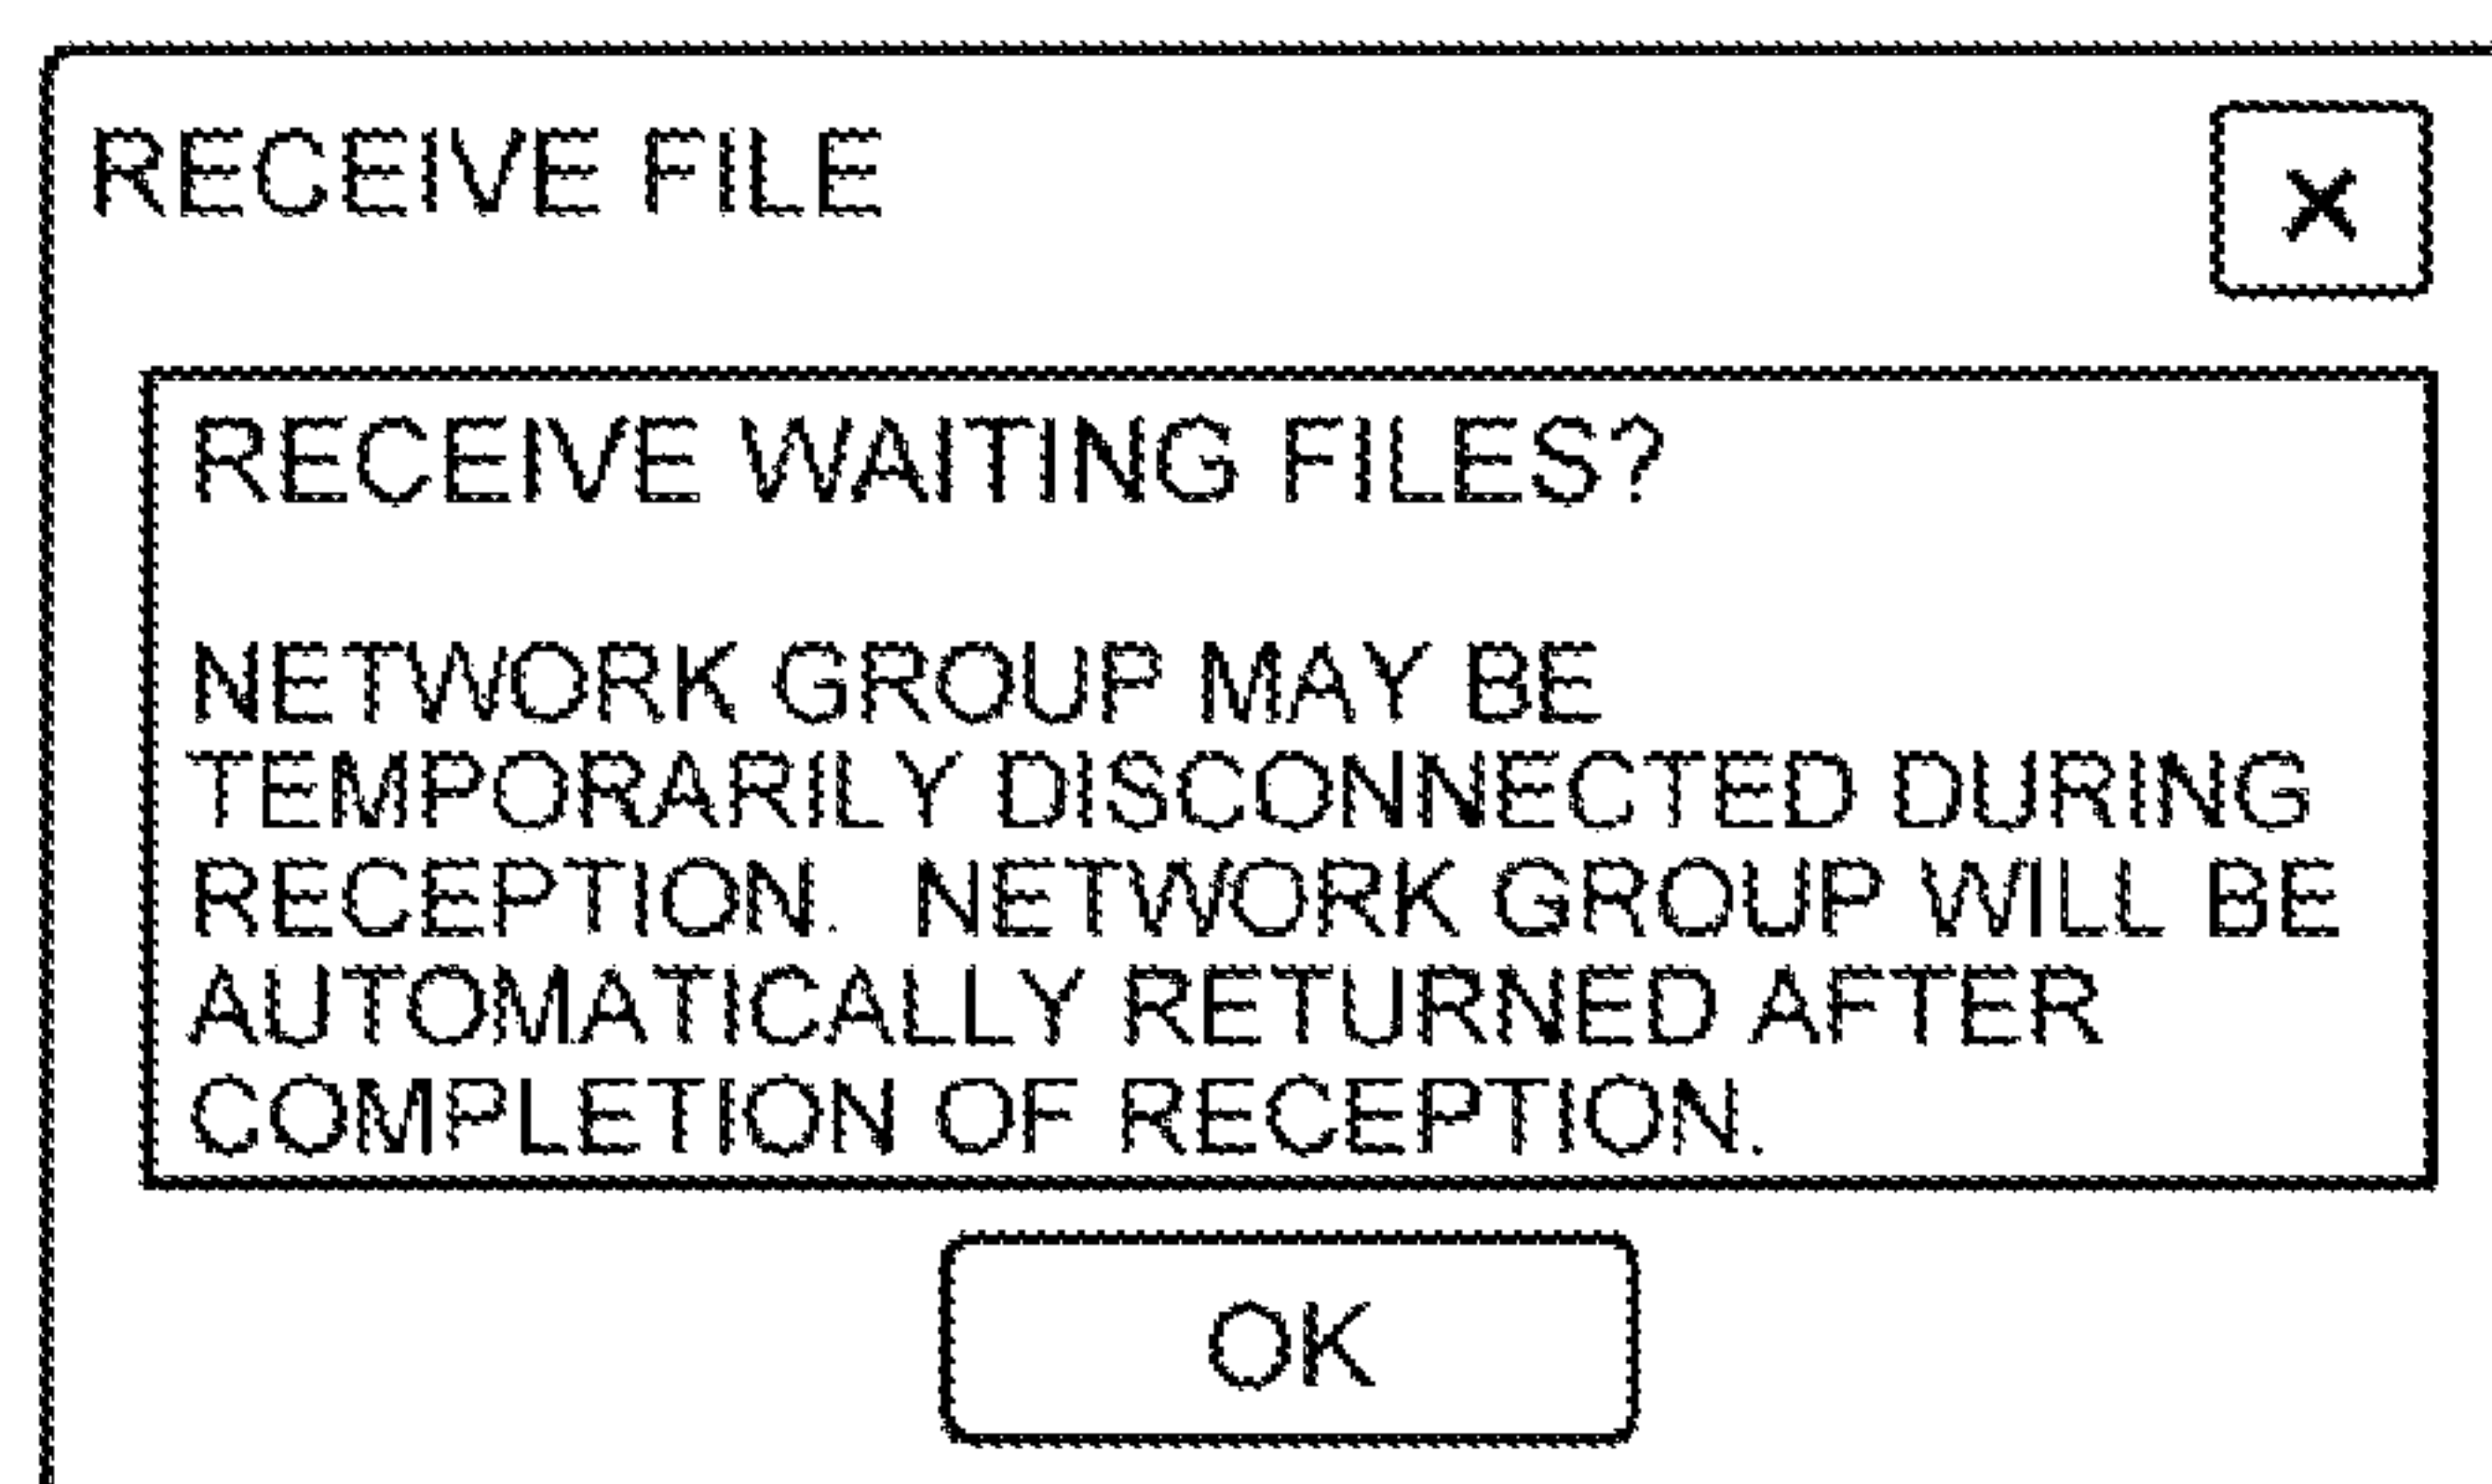 RECEIVE FILE
×
RECEIVE WAITING FILES?
NETWORK GROUP MAY BE
TEMPORARILY DISCONNECTED DURING
RECEPTION. NETWORK GROUP WILL BE
AUTOMATICALLY RETURNED AFTER
COMPLETION OF RECEPTION.
OK